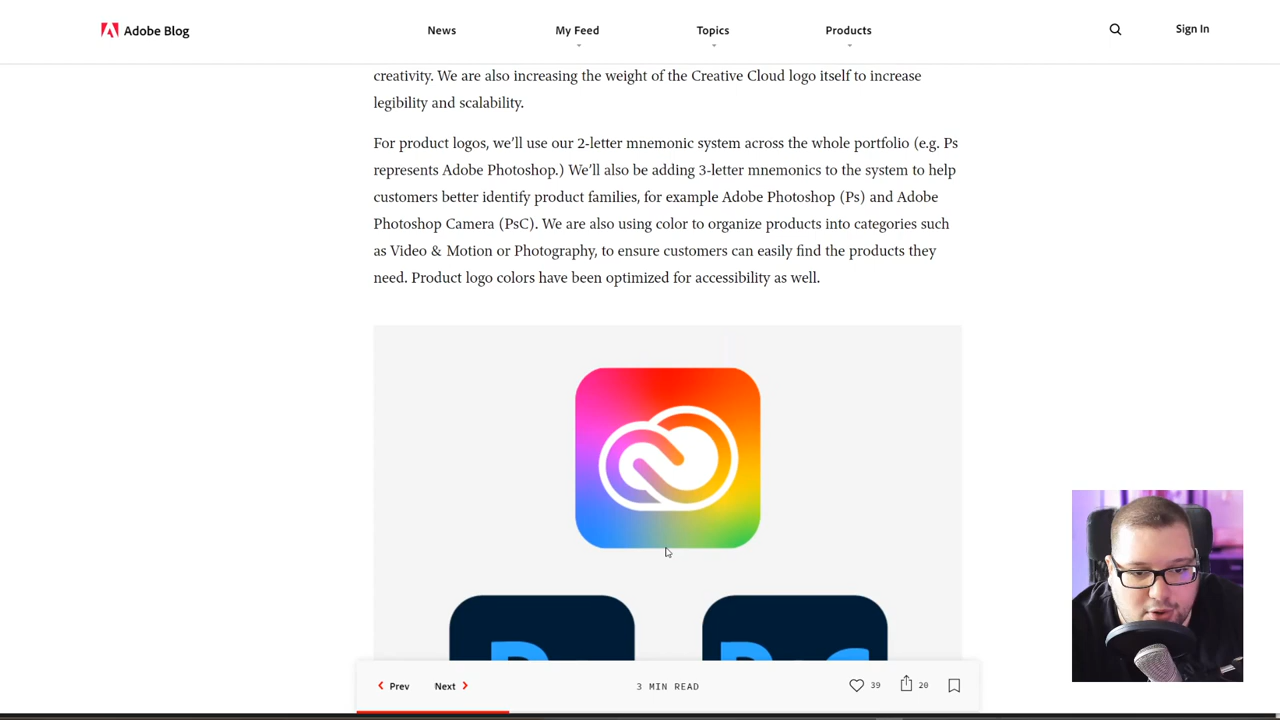 Adobe Blog
News
My Feed
Topics
Products
Sign In
creativity. We are also increasing the weight of the Creative Cloud logo itself to increase
legibility and scalability.
For product logos, we’ll use our 2-letter mnemonic system across the whole portfolio (e.g. Ps
represents Adobe Photoshop.) We’ll also be adding 3-letter mnemonics to the system to help
customers better identify product families, for example Adobe Photoshop (Ps) and Adobe
Photoshop Camera (PsC). We are also using color to organize products into categories such
as Video & Motion or Photography, to ensure customers can easily find the products they
need. Product logo colors have been optimized for accessibility as well.
Prev
Next
3 MIN READ
39
20